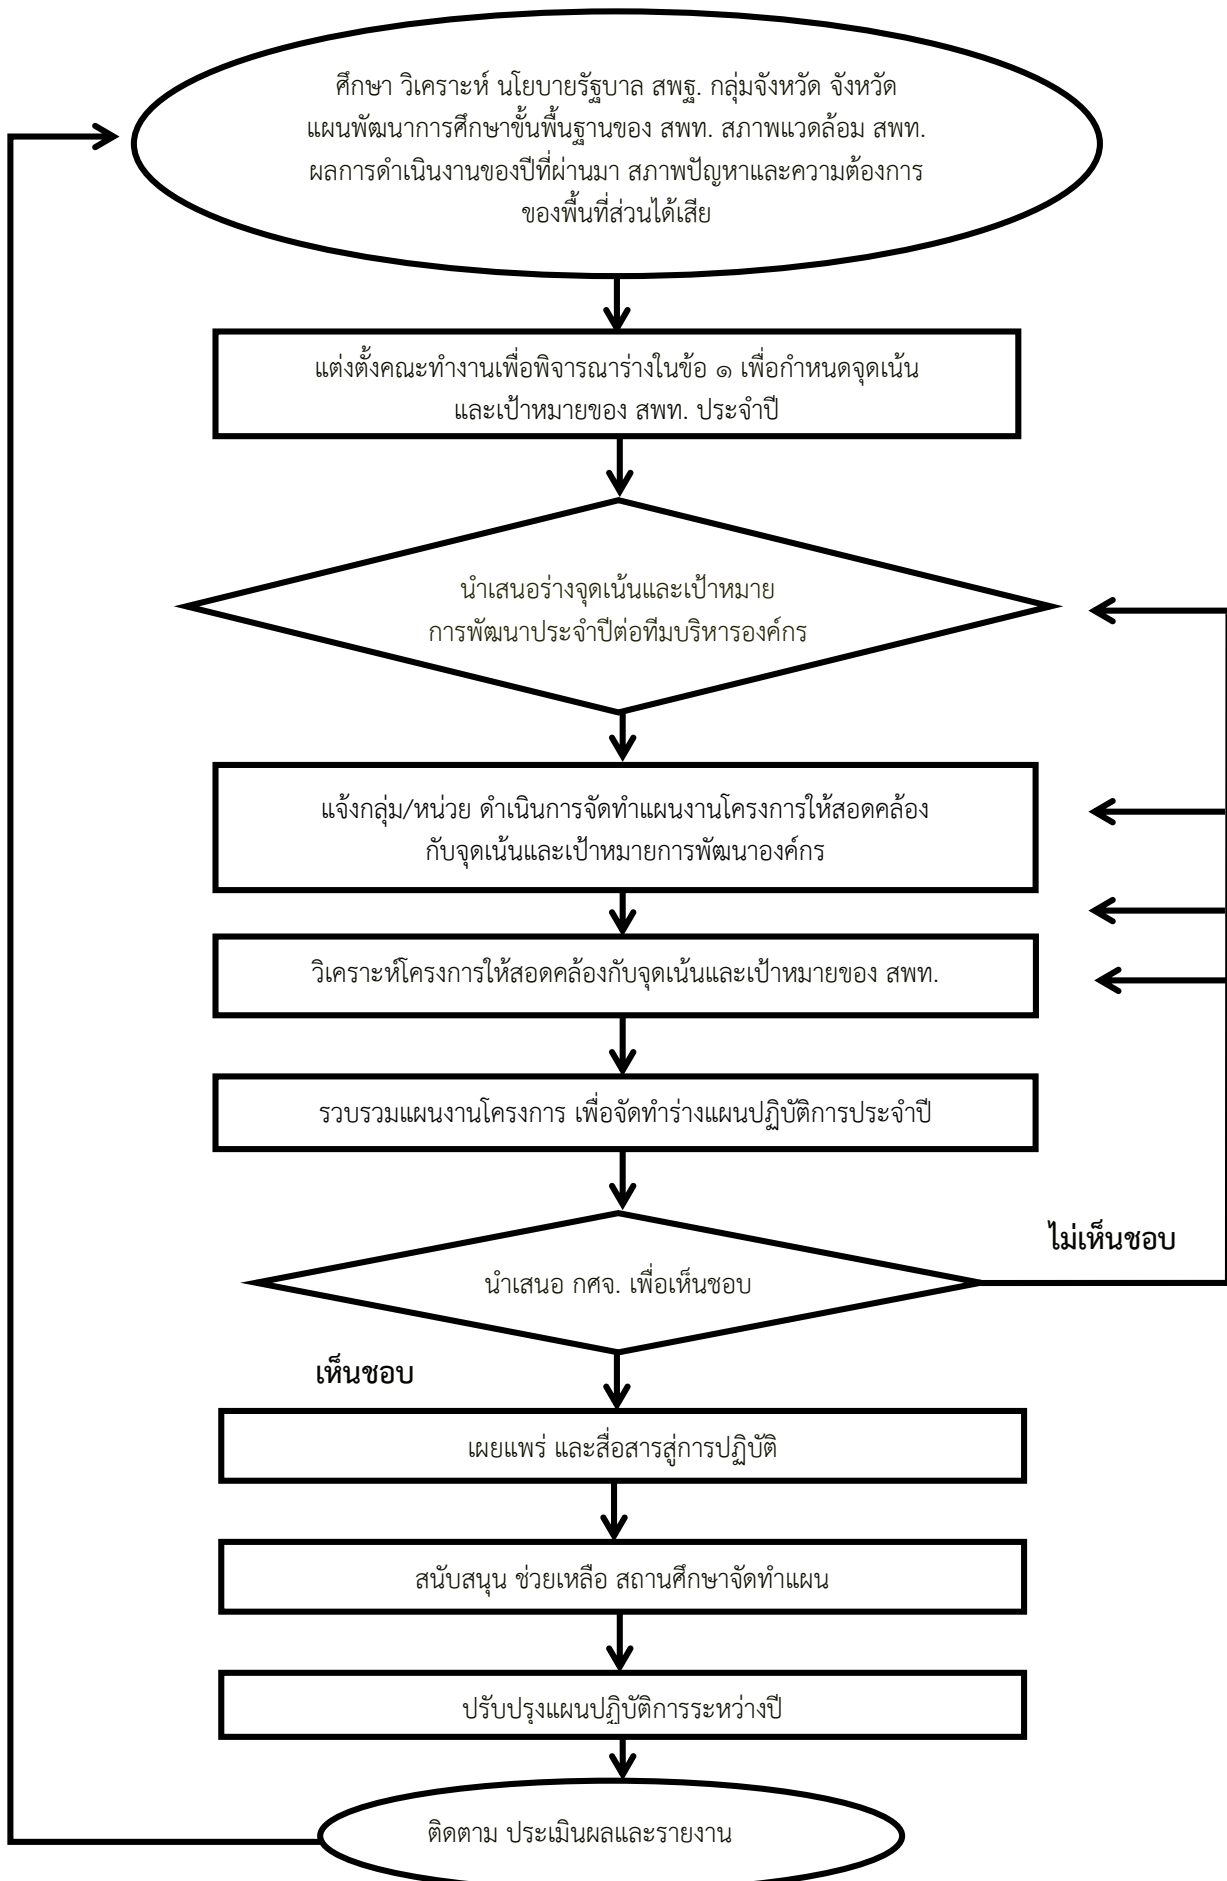 ศึกษา วิเคราะห์ นโยบายรัฐบาล สพฐ. กลุ่มจังหวัด จังหวัด
แผนพัฒนาการศึกษาขั้นพื้นฐานของ สพท. สภาพแวดล้อม สพท.
ผลการดำเนินงานของปีที่ผ่านมา สภาพปัญหาและความต้องการ
ของพื้นที่ส่วนได้เสีย
แต่งตั้งคณะทำงานเพื่อพิจารณาร่างในข้อ ๑ เพื่อกำหนดจุดเน้น
และเป้าหมายของ สพท. ประจำปี
นำเสนอร่างจุดเน้นและเป้าหมาย
การพัฒนาประจำปีต่อทีมบริหารองค์กร
แจ้งกลุ่ม/หน่วย ดำเนินการจัดทำแผนงานโครงการให้สอดคล้อง
กับจุดเน้นและเป้าหมายการพัฒนาองค์กร
วิเคราะห์โครงการให้สอดคล้องกับจุดเน้นและเป้าหมายของ สพท.
รวบรวมแผนงานโครงการ เพื่อจัดทำร่างแผนปฏิบัติการประจำปี
ไม่เห็นชอบ
นำเสนอ กศจ. เพื่อเห็นชอบ
เห็นชอบ
เผยแพร่ และสื่อสารสู่การปฏิบัติ
สนับสนุน ช่วยเหลือ สถานศึกษาจัดทำแผน
ปรับปรุงแผนปฏิบัติการระหว่างปี
ติดตาม ประเมินผลและรายงาน